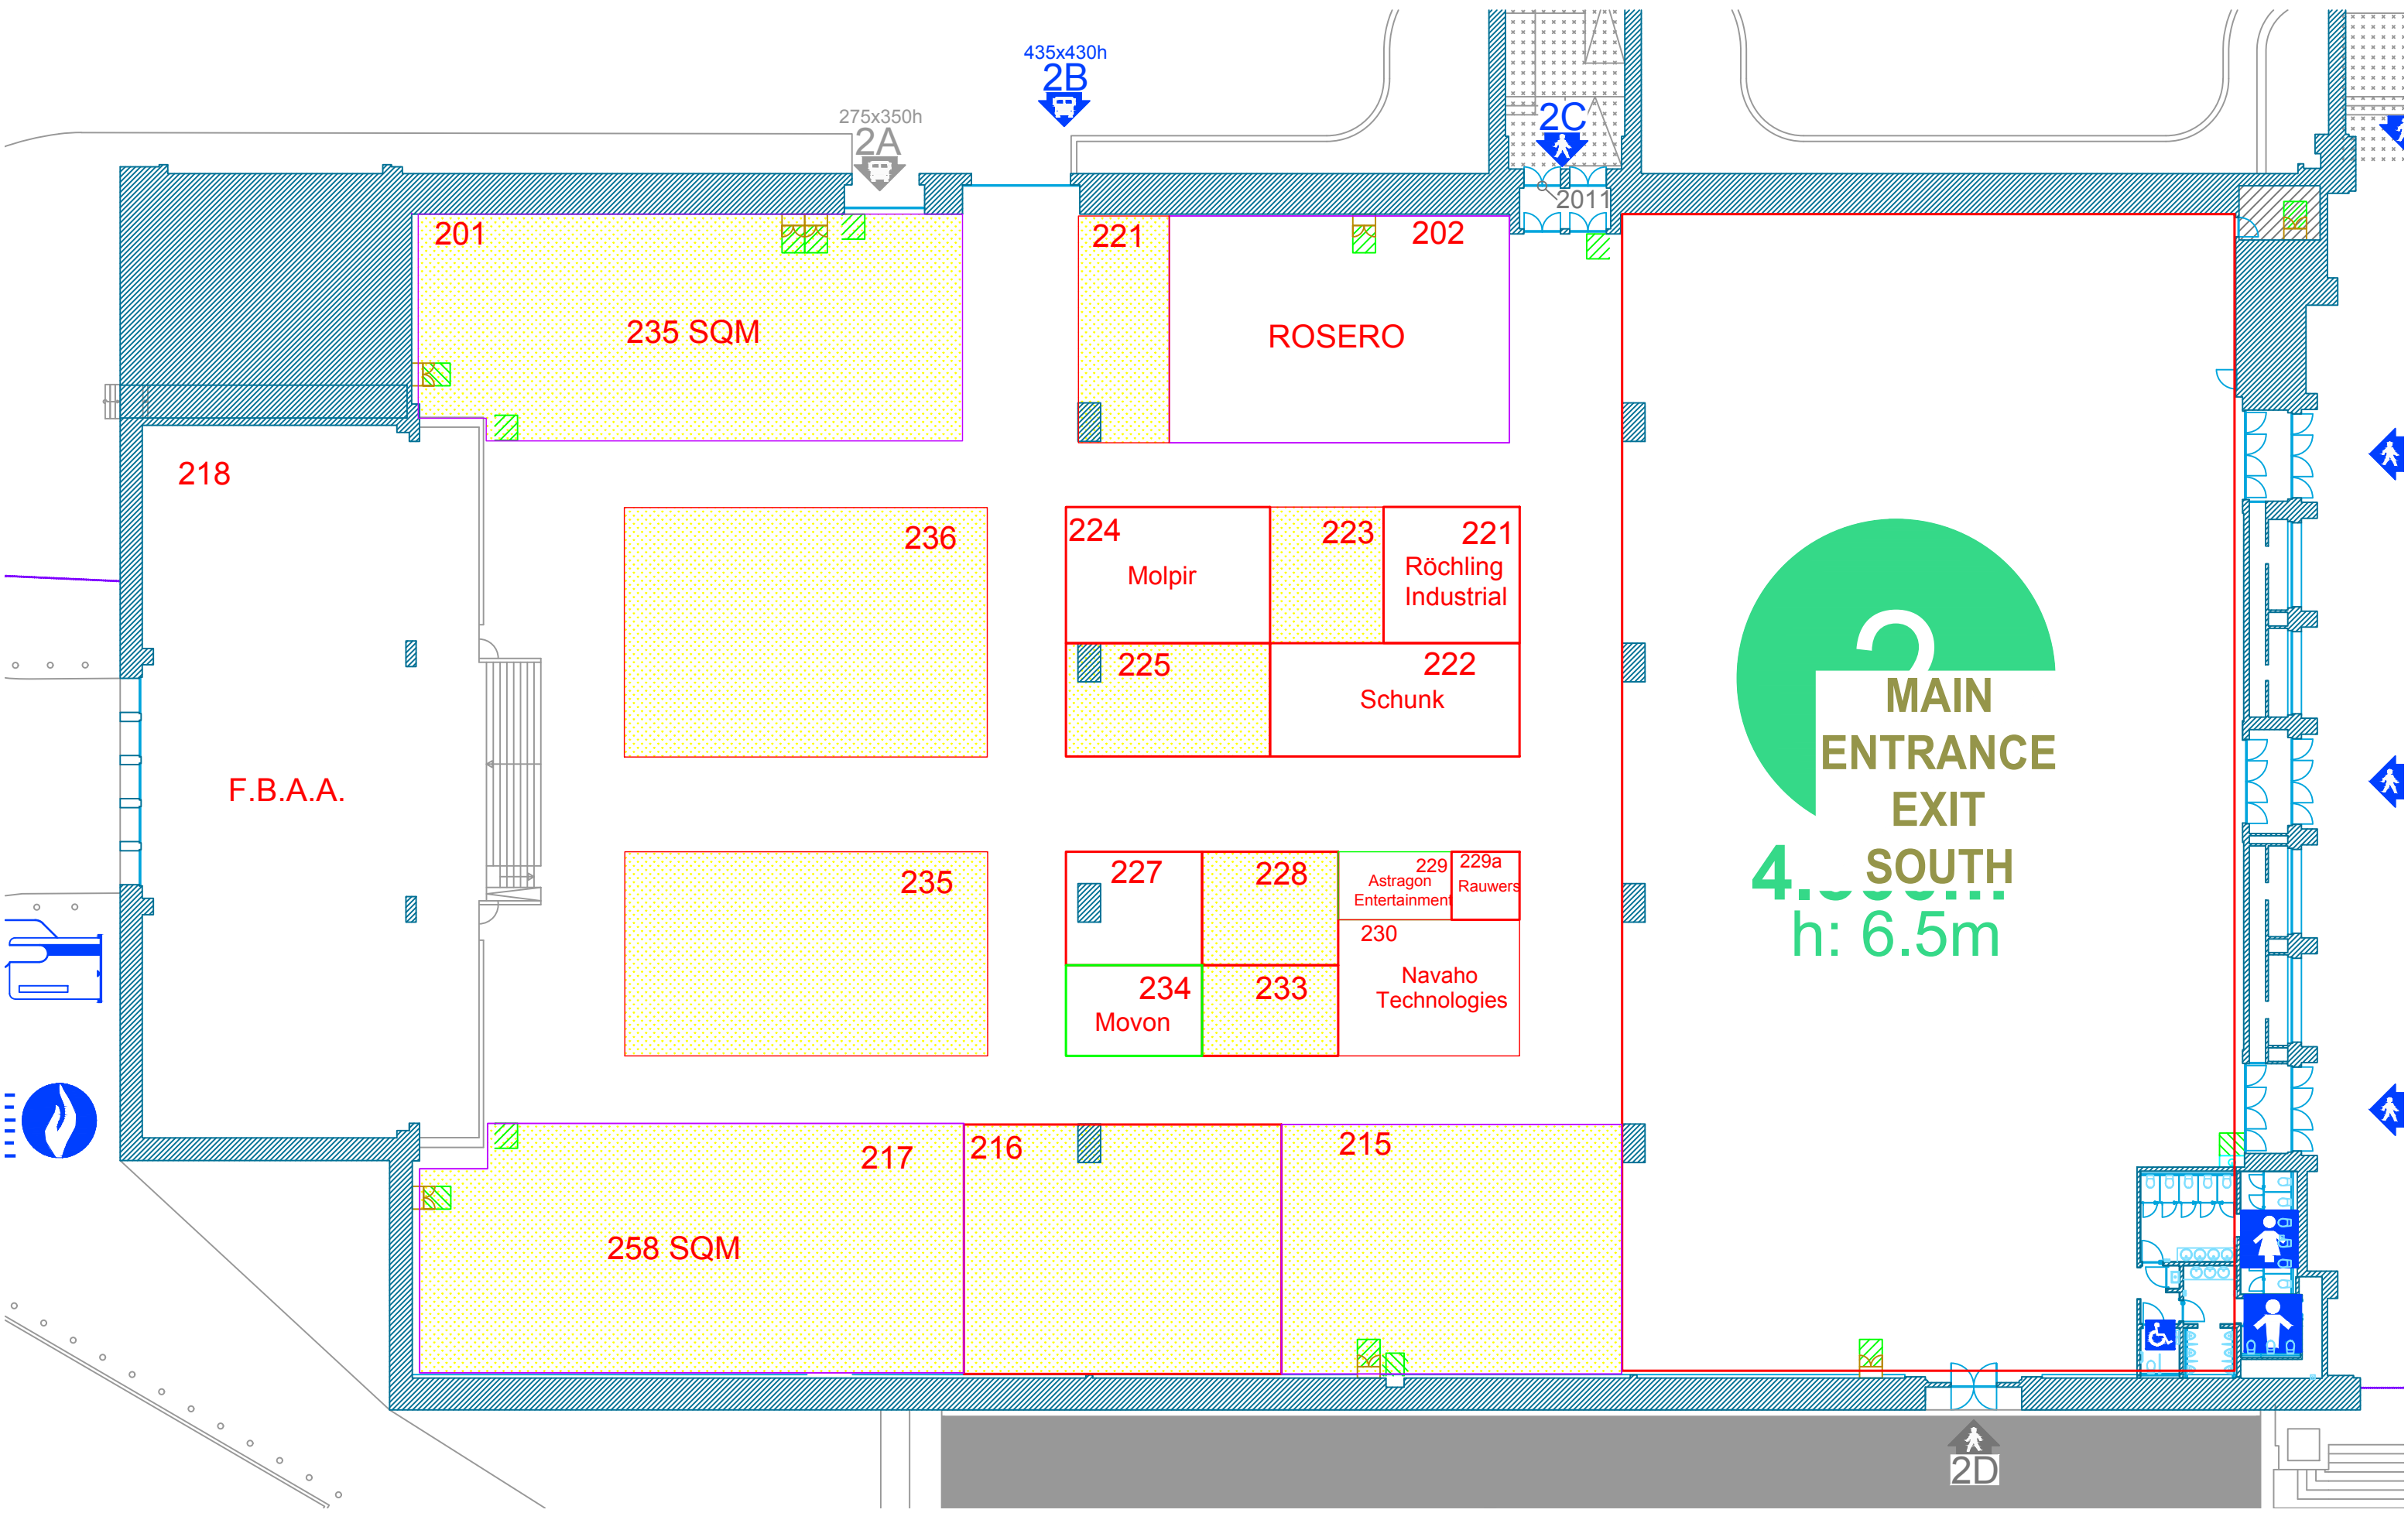 435x430h
2B
275x350h
2A
2C
2011
201
235 SQM
221
202
ROSERO
218
F.B.A.A.
236
224
Molpir
223
221
Röchling
Industrial
225
222
Schunk
MAIN
ENTRANCE
EXIT
SOUTH
h: 6.5m
235
227
228
229
Astragon
Entertainment
229a
Rauwers
230
Navaho
Technologies
234
Movon
233
217
258 SQM
216
215
2D